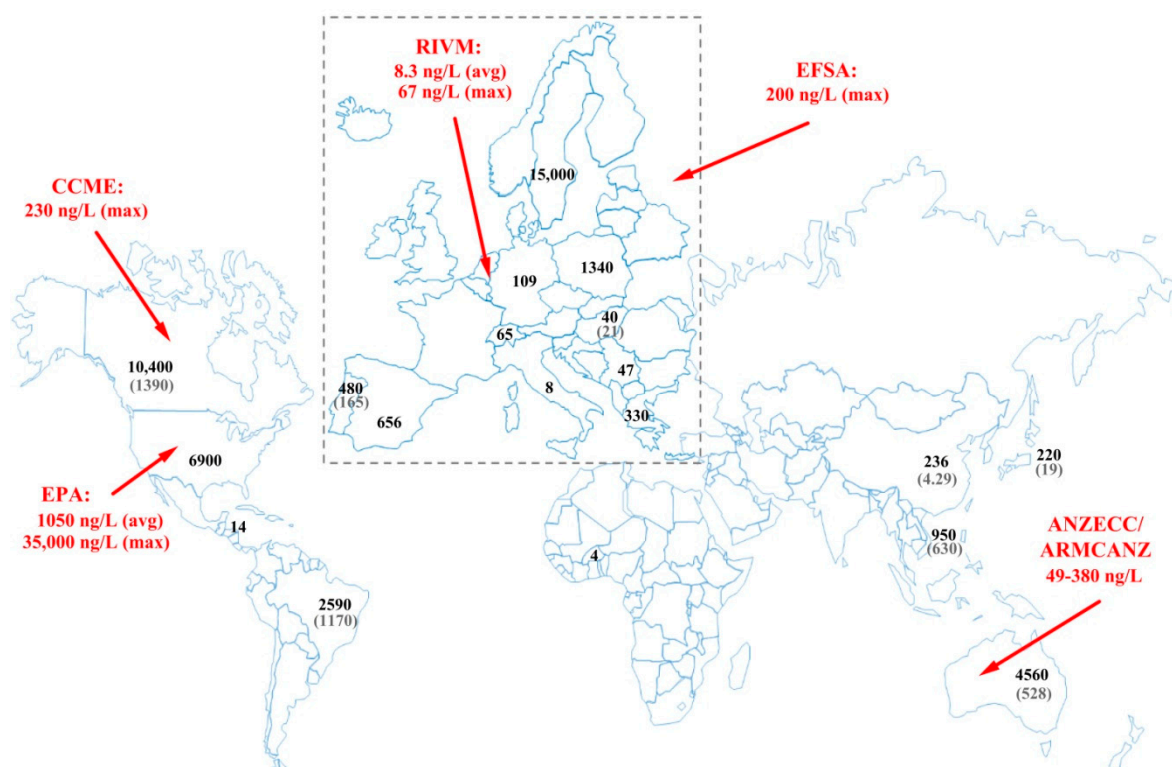 RIVM:
8.3 ng/L (avg)
67 ng/L (max)
EFSA:
200 ng/L (max)
15,000
CCME:
230 ng/L (max)
109
1340
40
(21)
65
47
10,400
(1390)
480
(165)
8
330
656
6900
236
(4.29)
220
(19)
EPA:
1050 ng/L (avg)
35,000 ng/L (max)
14
4
950
(630)
ANZECC/
ARMCANZ
49-380 ng/L
2590
(1170)
4560
(528)